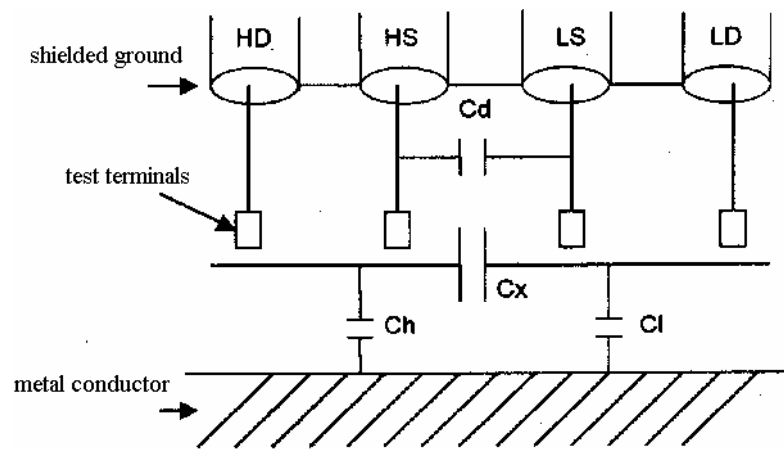 HD HS LS LD
shielded ground
Cd
test terminals
Cx
Ch Cl
metal conductor